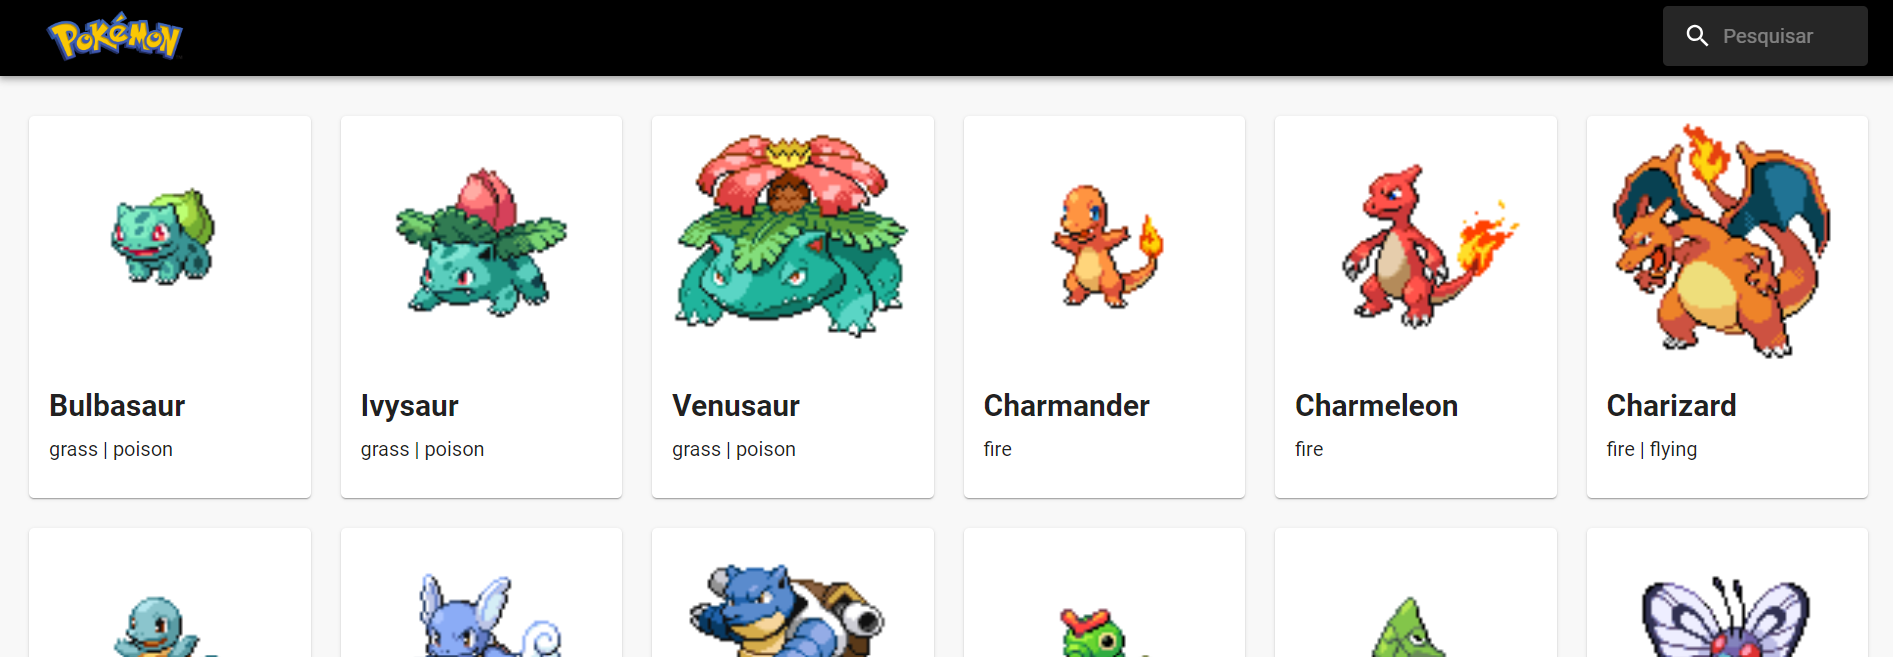 POKéMON
Pesquisar
Bulbasaur
grass | poison
Ivysaur
grass | poison
Venusaur
grass | poison
Charmander
fire
Charmeleon
fire
Charizard
fire | flying